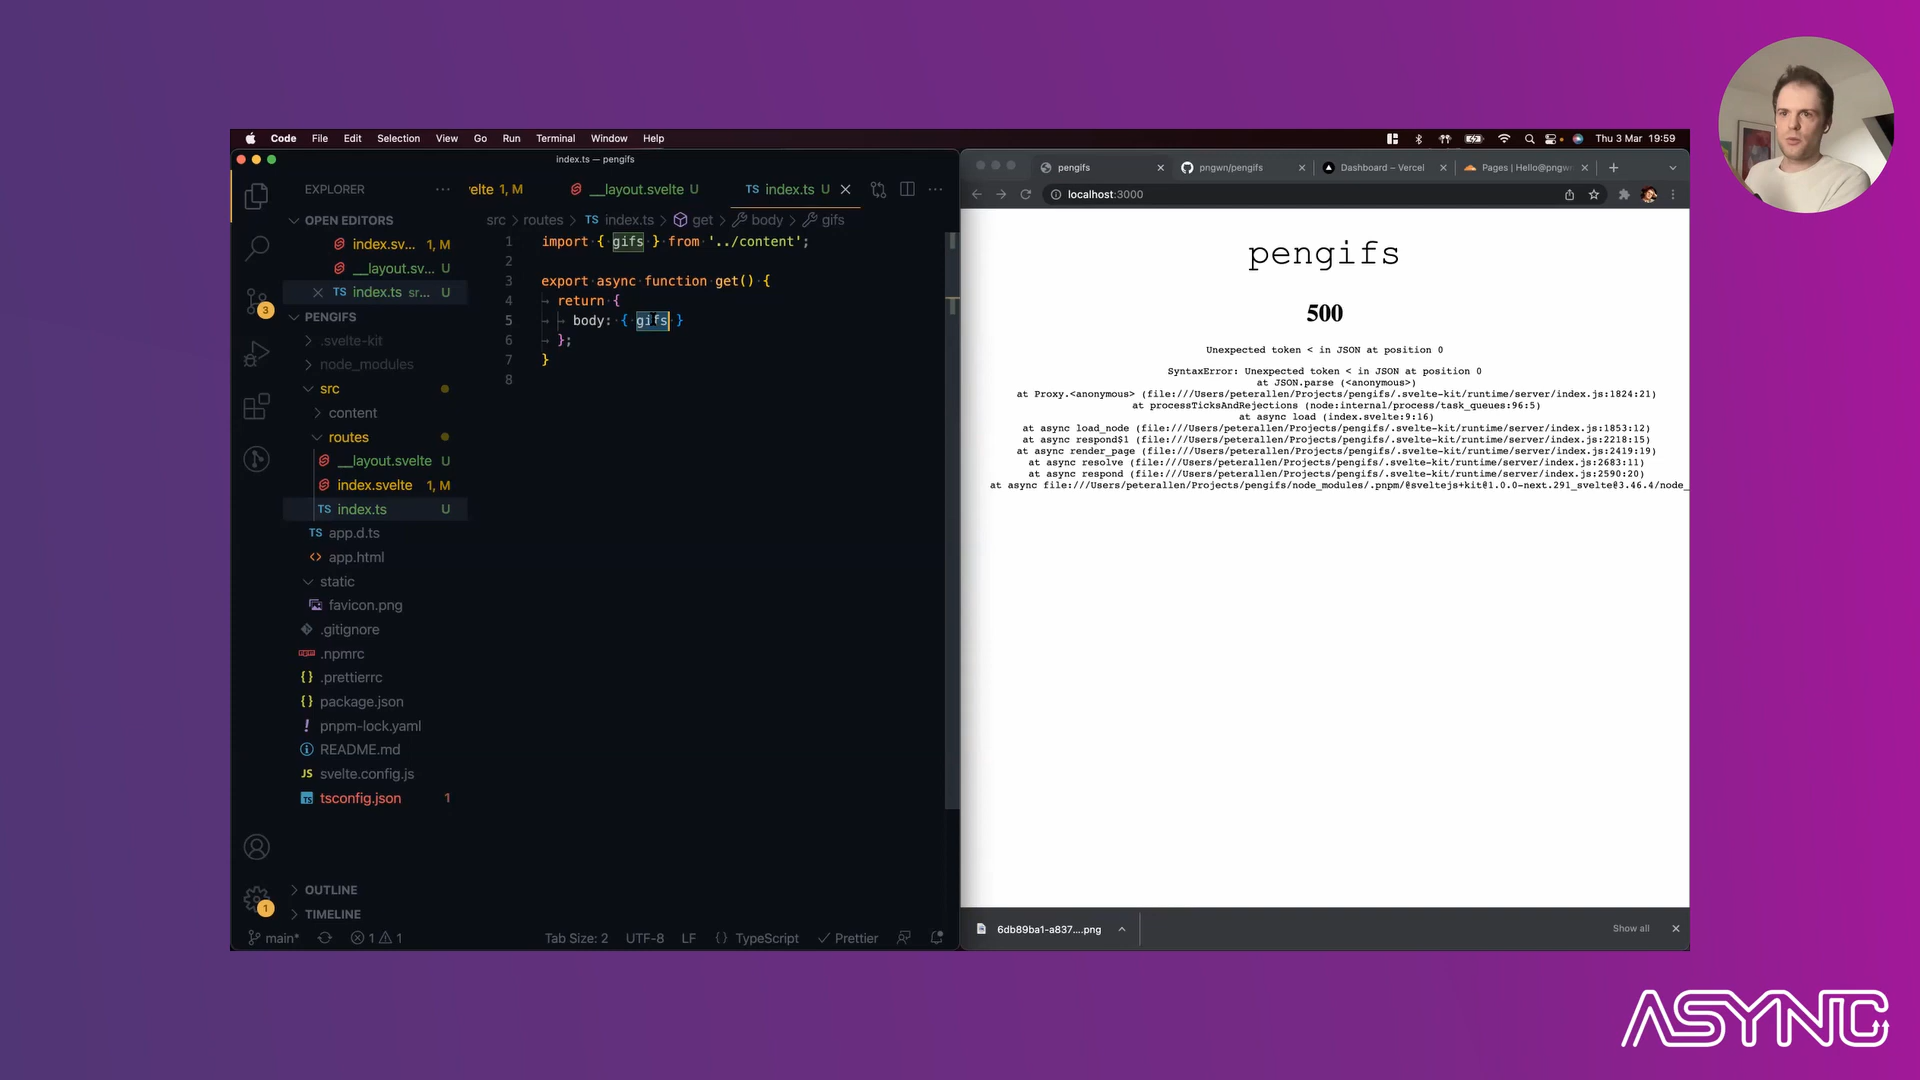 Code File Edit Selection View Go Run Terminal Window Help
Thu 3 Mar 19:59
index.ts — pengifs
EXPLORER
OPEN EDITORS
index.sv... 1, M
__layout.sv... U
index.ts sr... U
PENGIFS
.svelte-kit
node_modules
src
content
routes
__layout.svelte U
index.svelte 1, M
index.ts U
app.d.ts
app.html
static
favicon.png
.gitignore
.npmrc
.prettierrc
package.json
pnpm-lock.yaml
README.md
svelte.config.js
tsconfig.json 1
OUTLINE
TIMELINE
3
1
velte 1, M
__layout.svelte U
TS index.ts U
src > routes > TS index.ts > get > body > gifs
1 import { gifs } from '../content';
2
3 export async function get() {
4 return {
5 body: { gifs }
6 };
7 }
8
main* 1 1 Tab Size: 2 UTF-8 LF {} TypeScript Prettier
pengifs
pngwn/pengifs
Dashboard – Vercel
Pages | Hello@pngw
localhost:3000
pengifs
500
Unexpected token < in JSON at position 0
SyntaxError: Unexpected token < in JSON at position 0
at JSON.parse (<anonymous>)
at Proxy.<anonymous> (file:///Users/peterallen/Projects/pengifs/.svelte-kit/runtime/server/index.js:1824:21)
at processTicksAndRejections (node:internal/process/task_queues:96:5)
at async load (index.svelte:9:16)
at async load_node (file:///Users/peterallen/Projects/pengifs/.svelte-kit/runtime/server/index.js:1853:12)
at async respond$1 (file:///Users/peterallen/Projects/pengifs/.svelte-kit/runtime/server/index.js:2218:15)
at async render_page (file:///Users/peterallen/Projects/pengifs/.svelte-kit/runtime/server/index.js:2419:19)
at async resolve (file:///Users/peterallen/Projects/pengifs/.svelte-kit/runtime/server/index.js:2683:11)
at async respond (file:///Users/peterallen/Projects/pengifs/.svelte-kit/runtime/server/index.js:2590:20)
at async file:///Users/peterallen/Projects/pengifs/node_modules/.pnpm/@sveltejs+kit@1.0.0-next.291_svelte@3.46.4/node_
6db89ba1-a837....png
Show all
ASYNC